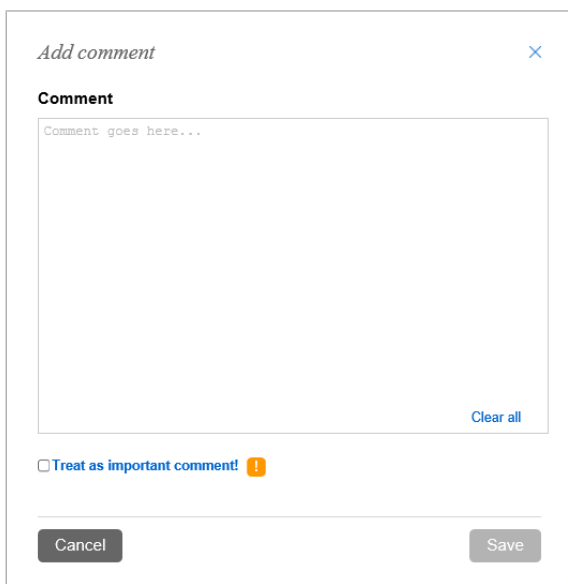 Add comment
Comment
Comment goes here...
Clear all
Treat as important comment! !
Cancel
Save